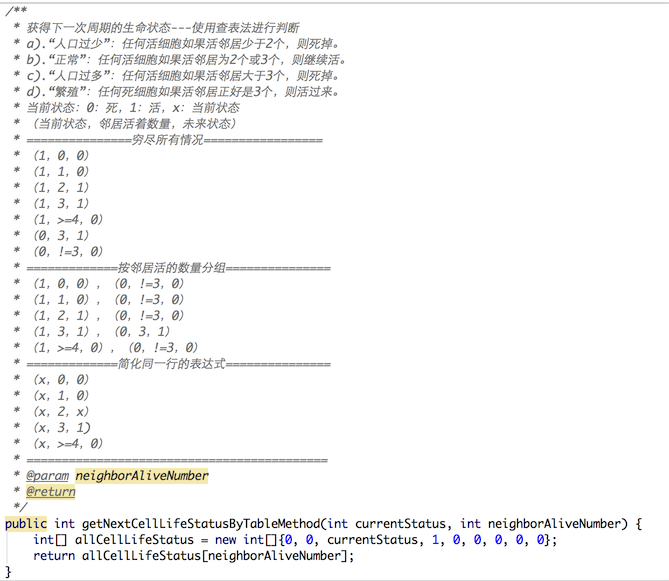 /**
 * 获得下一次周期的生命状态---使用查表法进行判断
 * a).“人口过少”: 任何活细胞如果活邻居少于2个，则死掉。
 * b).“正常”: 任何活细胞如果活邻居为2个或3个，则继续活。
 * c).“人口过多”: 任何活细胞如果活邻居大于3个，则死掉。
 * d).“繁殖”: 任何死细胞如果活邻居正好是3个，则活过来。
 * 当前状态: 0: 死，1: 活，x: 当前状态
 * （当前状态，邻居活着数量，未来状态）
 * ===============穷尽所有情况=================
 * （1, 0, 0）
 * （1, 1, 0）
 * （1, 2, 1）
 * （1, 3, 1）
 * （1, >=4, 0）
 * （0, 3, 1）
 * （0, !=3, 0）
 * =============按邻居活的数量分组===============
 * （1, 0, 0）, （0, !=3, 0）
 * （1, 1, 0）, （0, !=3, 0）
 * （1, 2, 1）, （0, !=3, 0）
 * （1, 3, 1）, （0, 3, 1）
 * （1, >=4, 0）, （0, !=3, 0）
 * =============简化同一行的表达式===============
 * （x, 0, 0）
 * （x, 1, 0）
 * （x, 2, x）
 * （x, 3, 1)
 * （x, >=4, 0）
 * ===========================================
 * @param neighborAliveNumber
 * @return
 */
public int getNextCellLifeStatusByTableMethod(int currentStatus, int neighborAliveNumber) {
    int[] allCellLifeStatus = new int[]{0, 0, currentStatus, 1, 0, 0, 0, 0, 0};
    return allCellLifeStatus[neighborAliveNumber];
}